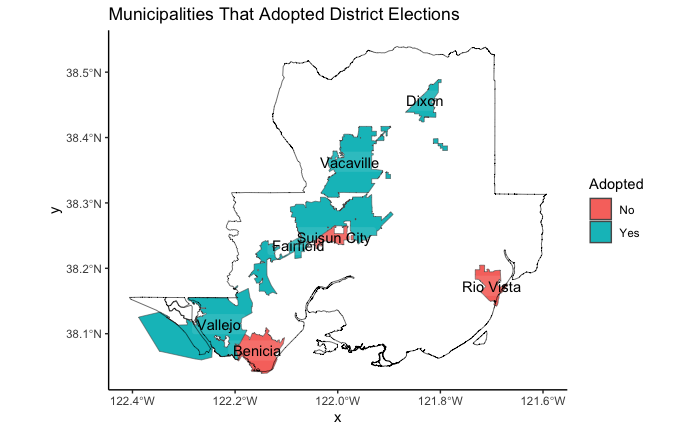 Municipalities That Adopted District Elections
38.5°N
38.4°N
38.3°N
38.2°N
38.1°N
y
Dixon
Vacaville
Suisun City
Fairfield
Rio Vista
Vallejo
Benicia
122.4°W
122.2°W
122.0°W
121.8°W
121.6°W
x
Adopted
No
Yes